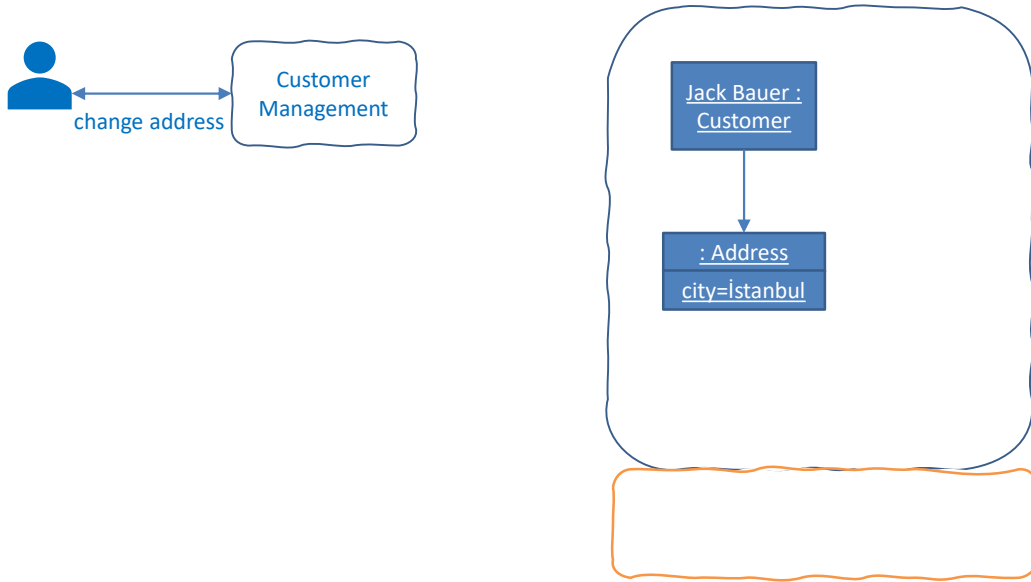 Customer
Management
change address
Jack Bauer :
Customer
: Address
city=İstanbul